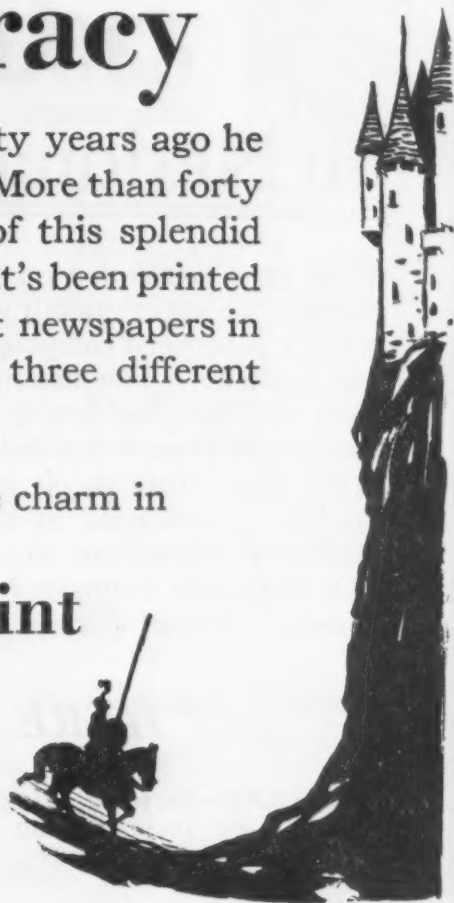 racy
ty years ago he
More than forty
of this splendid
t's been printed
t newspapers in
three different
charm in
int